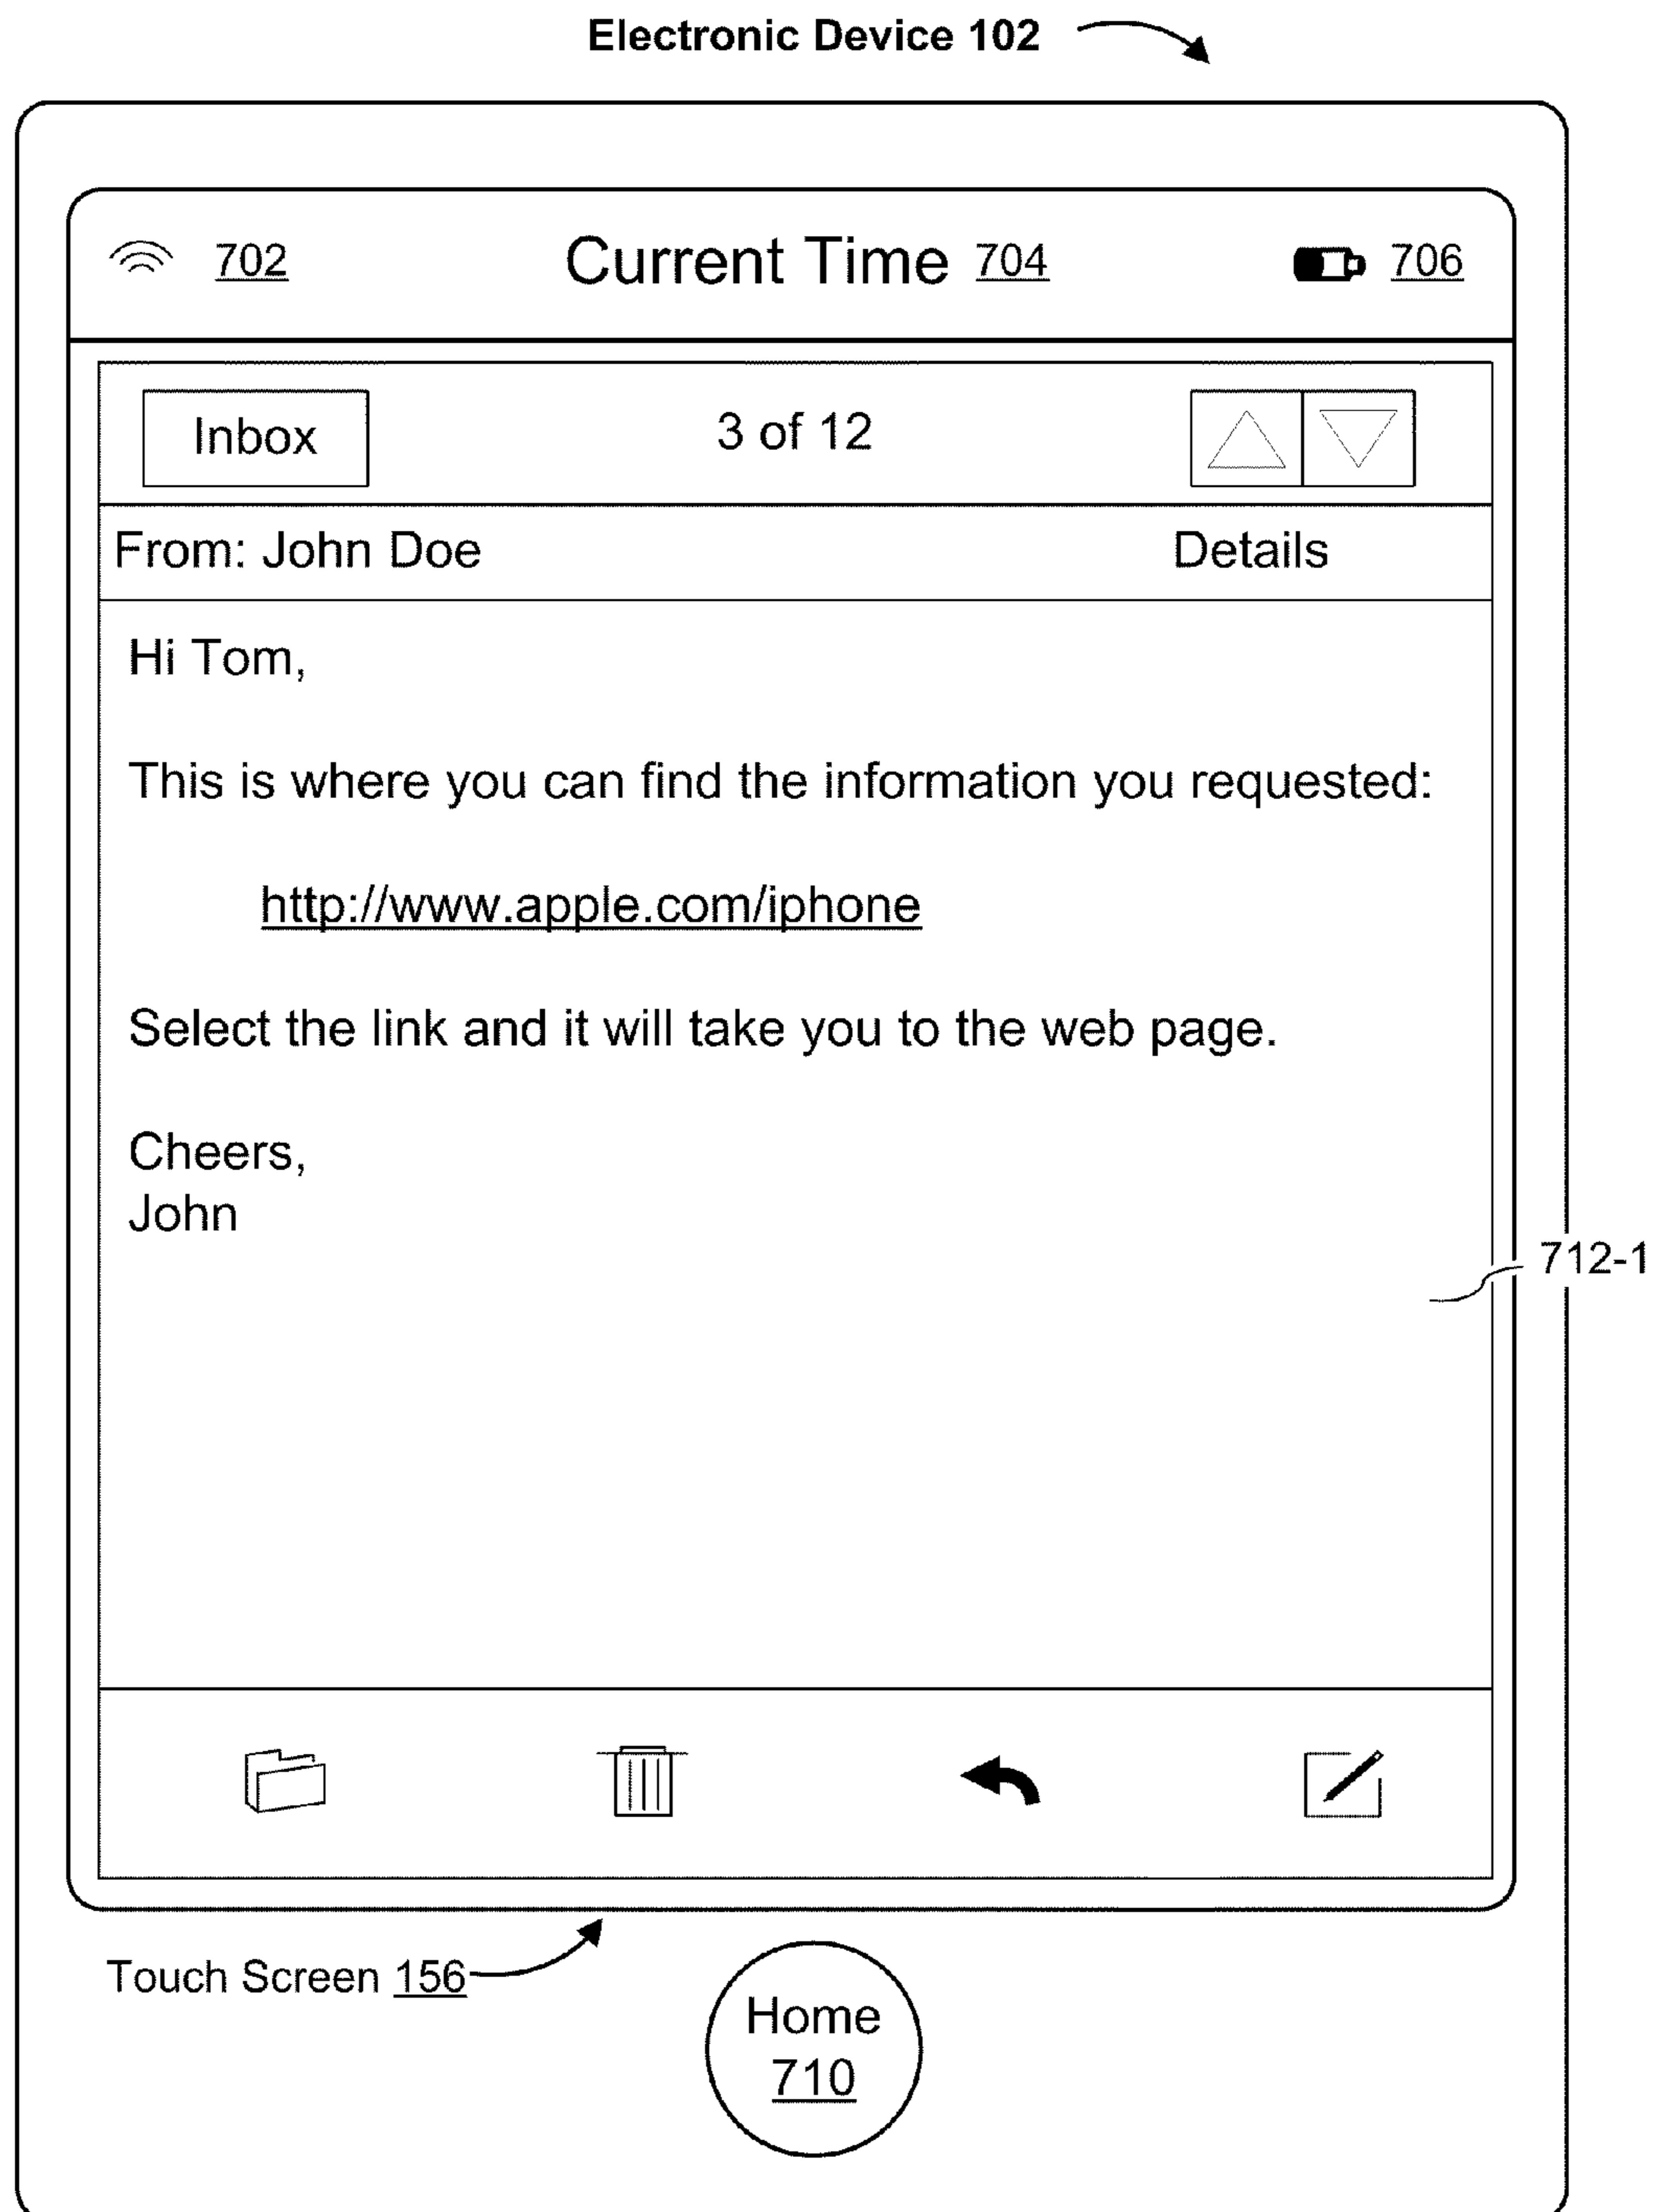 Electronic Device 102
702 Current Time 704 706
Inbox 3 of 12
From: John Doe Details
Hi Tom,
This is where you can find the information you requested:
http://www.apple.com/iphone
Select the link and it will take you to the web page.
Cheers,
John
712-1
Touch Screen 156
Home
710